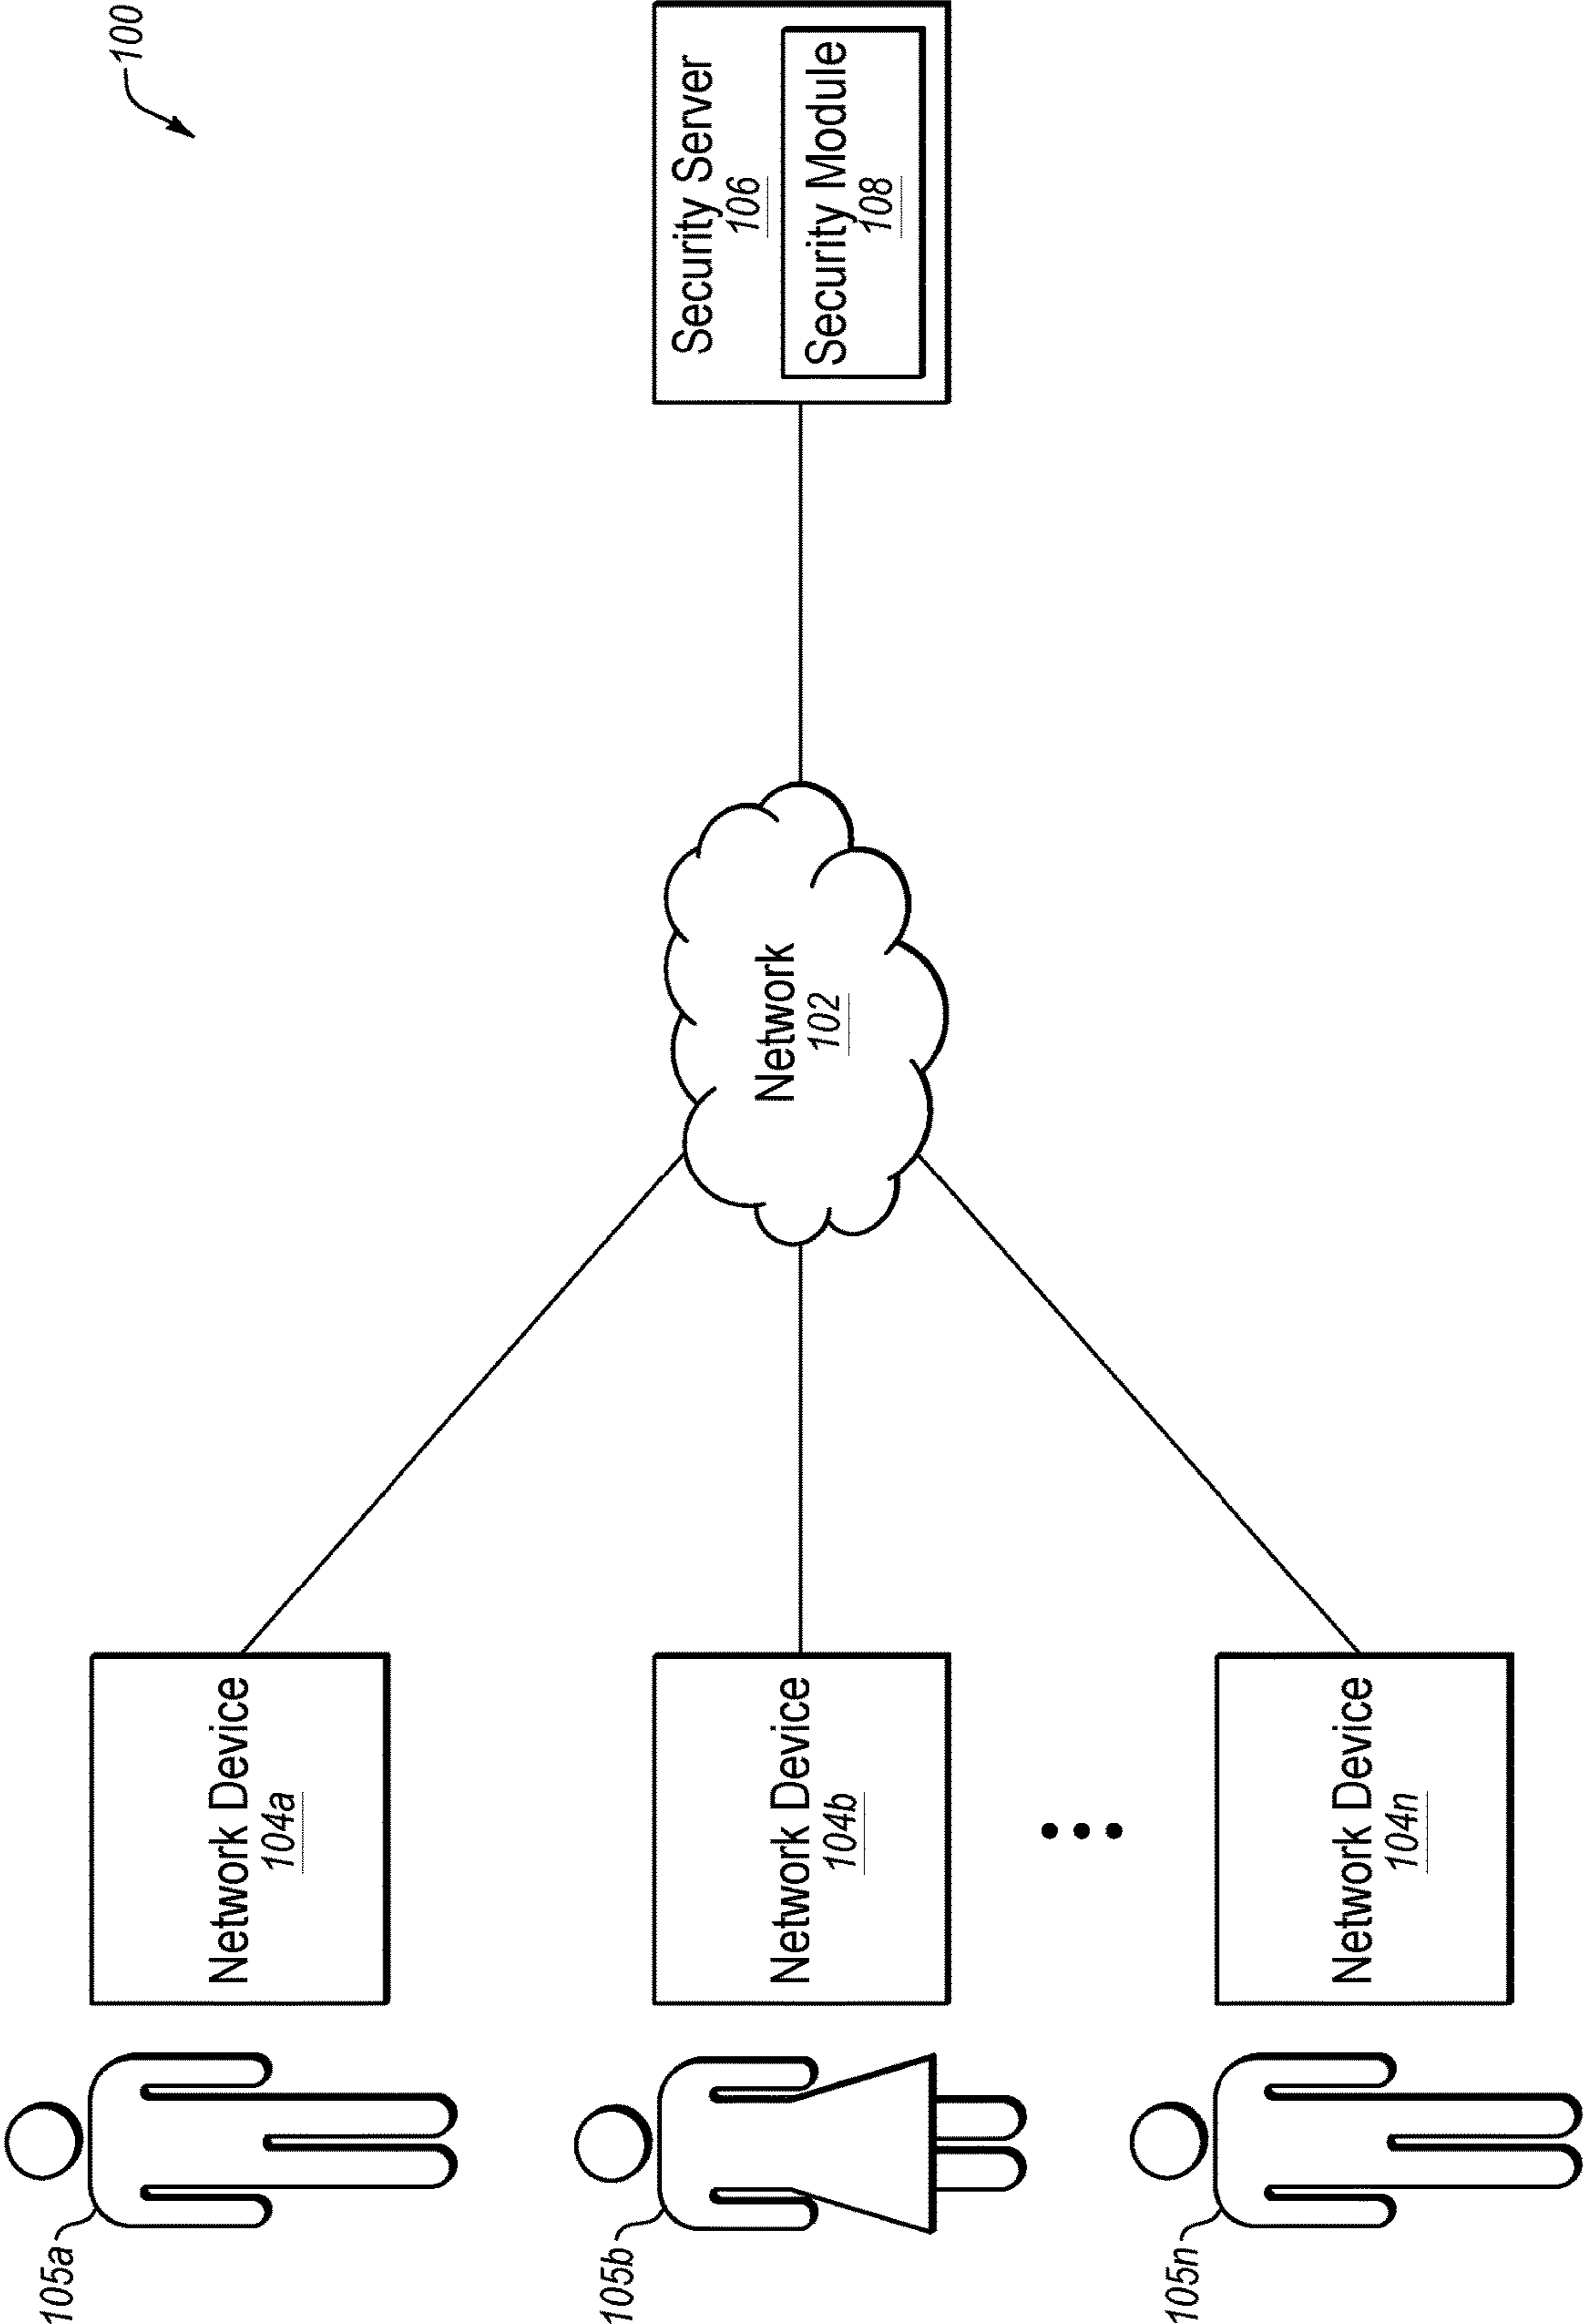 100
105a
Network Device
104a
105b
Network Device
104b
Network
102
Security Server
106
Security Module
108
105n
Network Device
104n